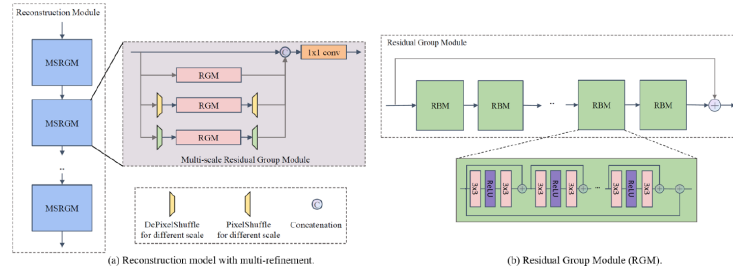 Reconstruction Module
MSRGM
MSRGM
...
MSRGM
C
1x1 conv
RGM
RGM
RGM
Multi-scale Residual Group Module
DePixelShuffle
for different scale
PixelShuffle
for different scale
C
Concatenation
(a) Reconstruction model with multi-refinement.
Residual Group Module
RBM
RBM
...
RBM
RBM
3x3
ReLU
3x3
3x3
ReLU
3x3
...
3x3
ReLU
3x3
(b) Residual Group Module (RGM).